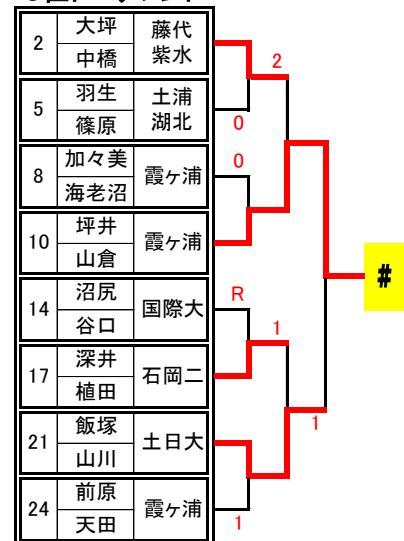 2 大坪 中橋 藤代 紫水
5 羽生 篠原 土浦 湖北
8 加々美 海老沼 霞ヶ浦
10 坪井 山倉 霞ヶ浦
14 沼尻 谷口 国際大
17 深井 植田 石岡二
21 飯塚 山川 土日大
24 前原 天田 霞ヶ浦
2
0
0
R
1
1
1
#